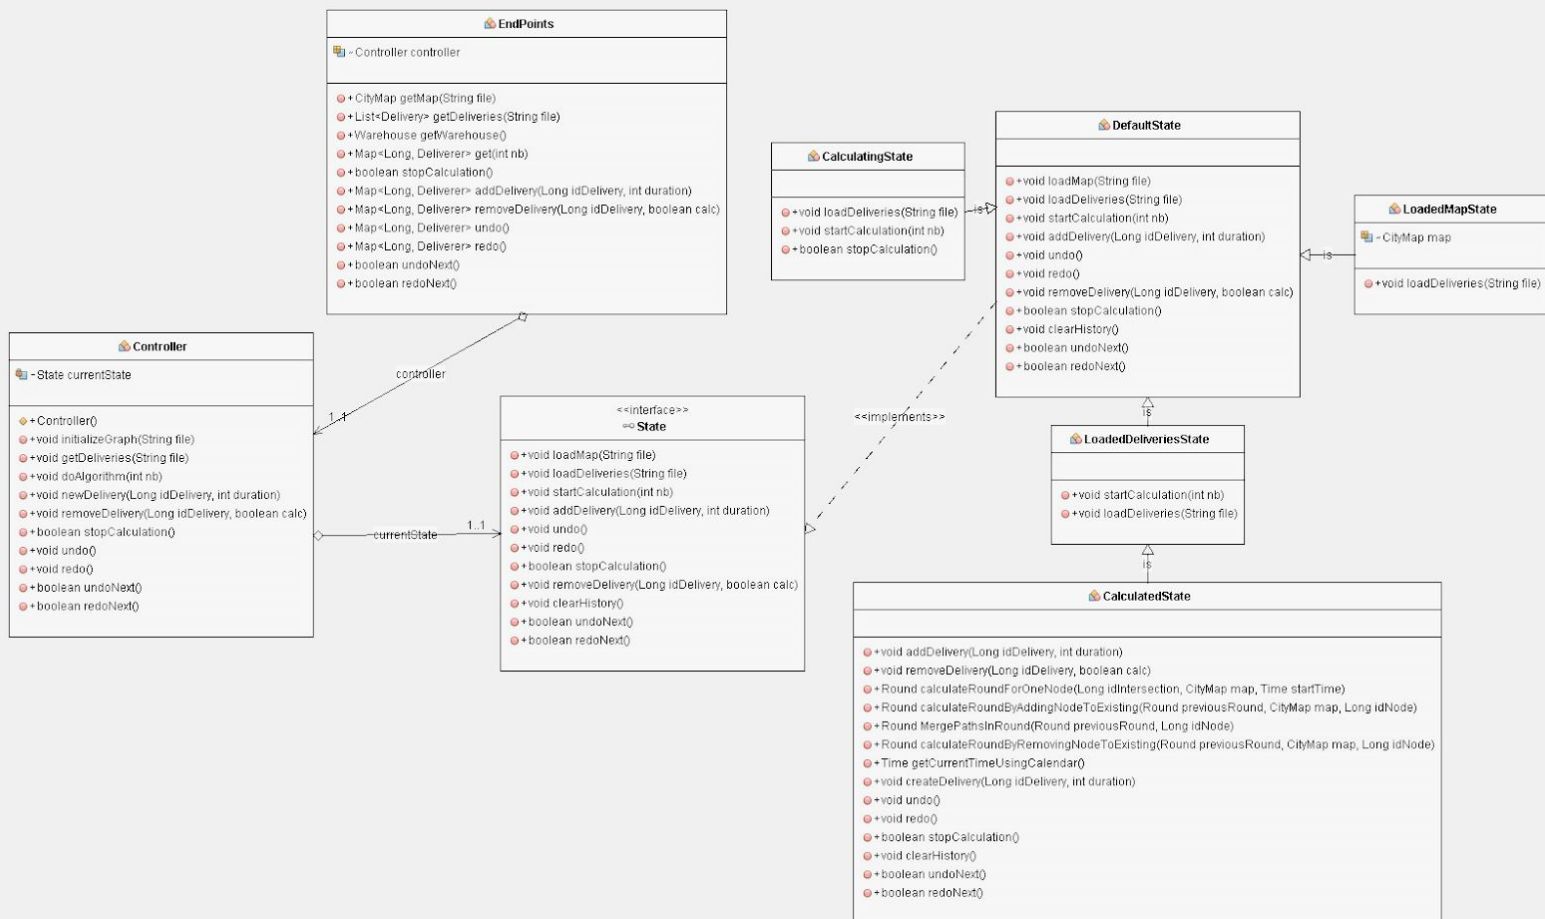 EndPoints
~Controller controller
+CityMap getMap(String file)
+List<Delivery> getDeliveries(String file)
+Warehouse getWarehouse()
+Map<Long, Deliverer> get(int nb)
+boolean stopCalculation()
+Map<Long, Deliverer> addDelivery(Long idDelivery, int duration)
+Map<Long, Deliverer> removeDelivery(Long idDelivery, boolean calc)
+Map<Long, Deliverer> undo()
+Map<Long, Deliverer> redo()
+boolean undoNext()
+boolean redoNext()
controller
1..1
Controller
-State currentState
+Controller()
+void initializeGraph(String file)
+void getDeliveries(String file)
+void doAlgorithm(int nb)
+void newDelivery(Long idDelivery, int duration)
+void removeDelivery(Long idDelivery, boolean calc)
+boolean stopCalculation()
+void undo()
+void redo()
+boolean undoNext()
+boolean redoNext()
currentState
1..1
<<interface>>
State
+void loadMap(String file)
+void loadDeliveries(String file)
+void startCalculation(int nb)
+void addDelivery(Long idDelivery, int duration)
+void undo()
+void redo()
+boolean stopCalculation()
+void removeDelivery(Long idDelivery, boolean calc)
+void clearHistory()
+boolean undoNext()
+boolean redoNext()
<<implements>>
CalculatingState
+void loadDeliveries(String file)
+void startCalculation(int nb)
+boolean stopCalculation()
is
DefaultState
+void loadMap(String file)
+void loadDeliveries(String file)
+void startCalculation(int nb)
+void addDelivery(Long idDelivery, int duration)
+void undo()
+void redo()
+void removeDelivery(Long idDelivery, boolean calc)
+boolean stopCalculation()
+void clearHistory()
+boolean undoNext()
+boolean redoNext()
is
LoadedMapState
~CityMap map
+void loadDeliveries(String file)
is
LoadedDeliveriesState
+void startCalculation(int nb)
+void loadDeliveries(String file)
is
CalculatedState
+void addDelivery(Long idDelivery, int duration)
+void removeDelivery(Long idDelivery, boolean calc)
+Round calculateRoundForOneNode(Long idIntersection, CityMap map, Time startTime)
+Round calculateRoundByAddingNodeToExisting(Round previousRound, CityMap map, Long idNode)
+Round MergePathsInRound(Round previousRound, Long idNode)
+Round calculateRoundByRemovingNodeToExisting(Round previousRound, CityMap map, Long idNode)
+Time getCurrentTimeUsingCalendar()
+void createDelivery(Long idDelivery, int duration)
+void undo()
+void redo()
+boolean stopCalculation()
+void clearHistory()
+boolean undoNext()
+boolean redoNext()